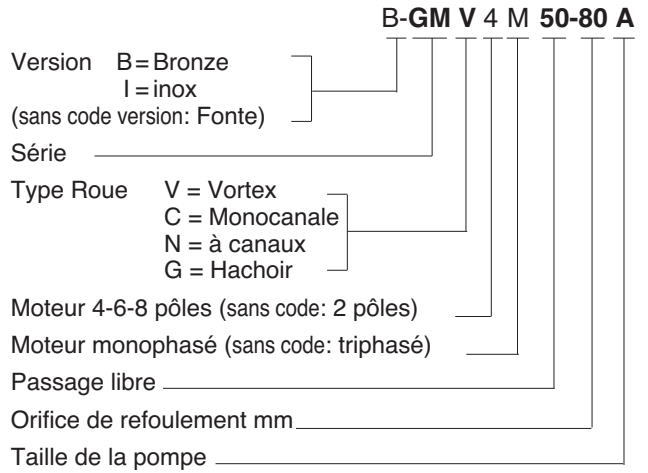 B-GM V 4 M 50-80 A
Version B = Bronze
I = inox
(sans code version: Fonte)
Série
Type Roue V = Vortex
C = Monocanale
N = à canaux
G = Hachoir
Moteur 4-6-8 pôles (sans code: 2 pôles)
Moteur monophasé (sans code: triphasé)
Passage libre
Orifice de refoulement mm
Taille de la pompe